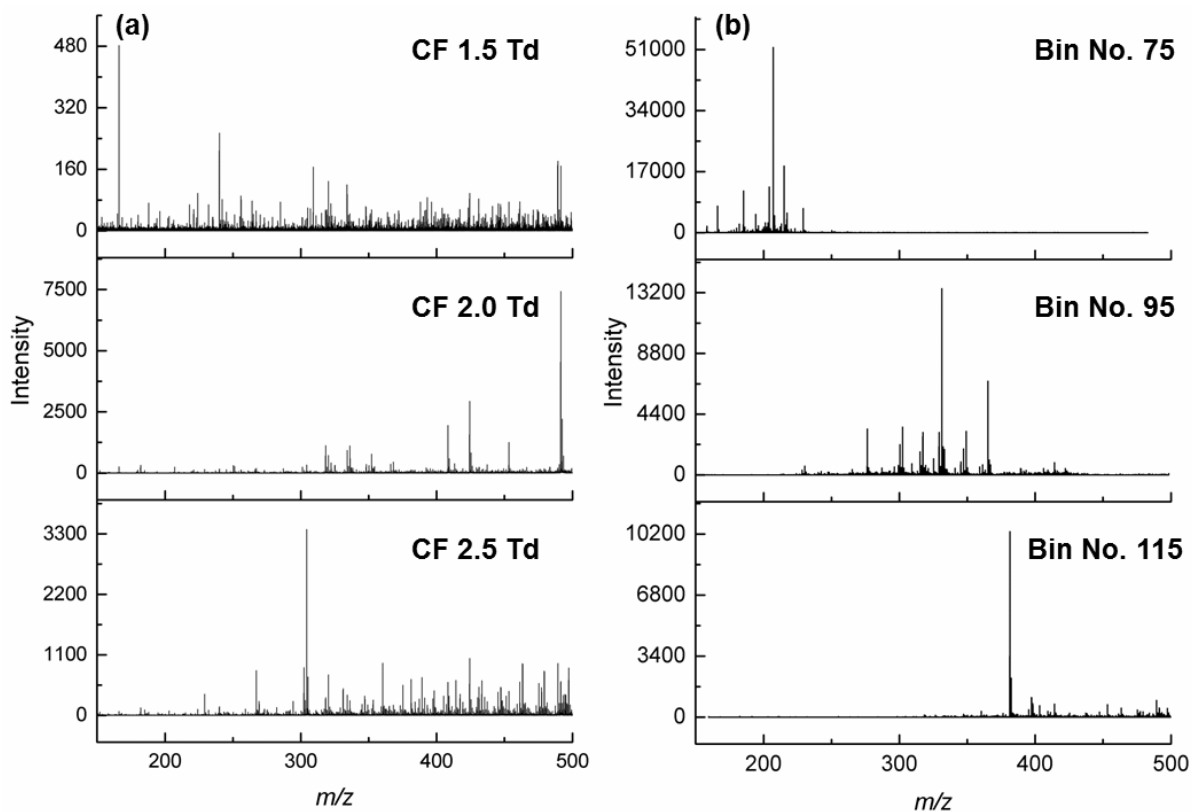 (a)
CF 1.5 Td
480
320
160
0
CF 2.0 Td
7500
5000
2500
0
Intensity
CF 2.5 Td
3300
2200
1100
0
200 300 400 500
m/z
(b)
Bin No. 75
51000
34000
17000
0
Bin No. 95
13200
8800
4400
0
Intensity
Bin No. 115
10200
6800
3400
0
200 300 400 500
m/z